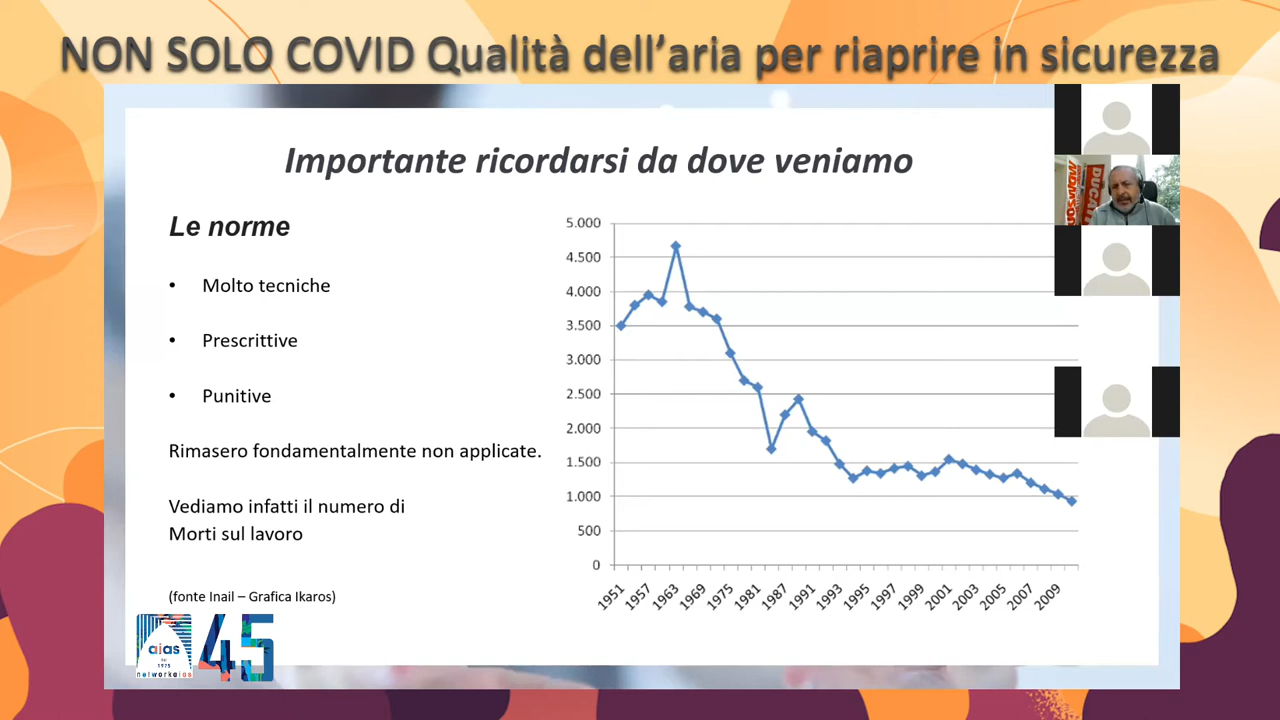 NON SOLO COVID Qualità dell'aria per riaprire in sicurezza
Importante ricordarsi da dove veniamo
Le norme
• Molto tecniche
• Prescrittive
• Punitive
Rimasero fondamentalmente non applicate.
Vediamo infatti il numero di
Morti sul lavoro
(fonte Inail – Grafica Ikaros)
5.000
4.500
4.000
3.500
3.000
2.500
2.000
1.500
1.000
500
0
1951 1957 1963 1969 1975 1981 1987 1991 1993 1995 1997 1999 2001 2003 2005 2007 2009
DUCATI
aias
1975
networkaias
45